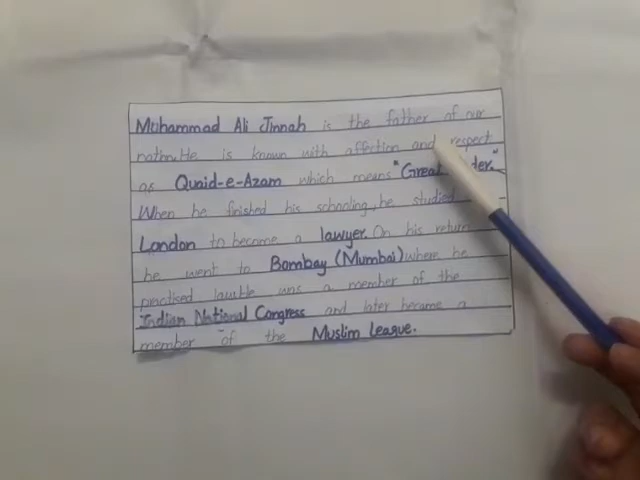 Muhammad Ali Jinnah is the father of our
nation. He is known with affection and respect
as Quaid-e-Azam which means "Great
When he finished his schooling, he studied
London to become a lawyer. On his return
he went to Bombay (Mumbai) where he
practised law. He was a member of the
Indian National Congress and later became a
member of the Muslim League.